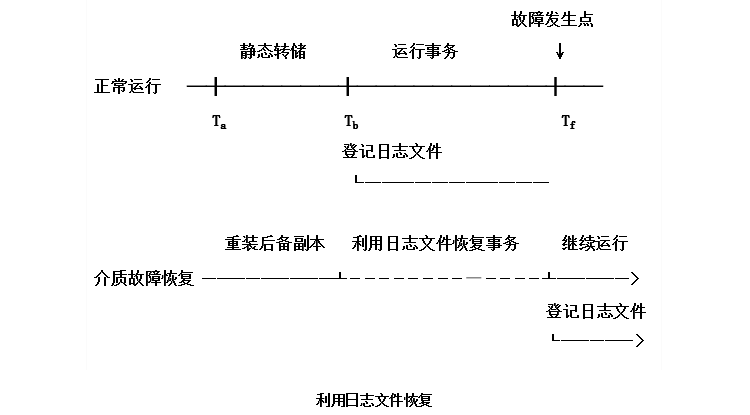 故障发生点
静态转储 运行事务
正常运行
Ta Tb Tf
登记日志文件
重装后备副本 利用日志文件恢复事务 继续运行
介质故障恢复
登记日志文件
利用日志文件恢复